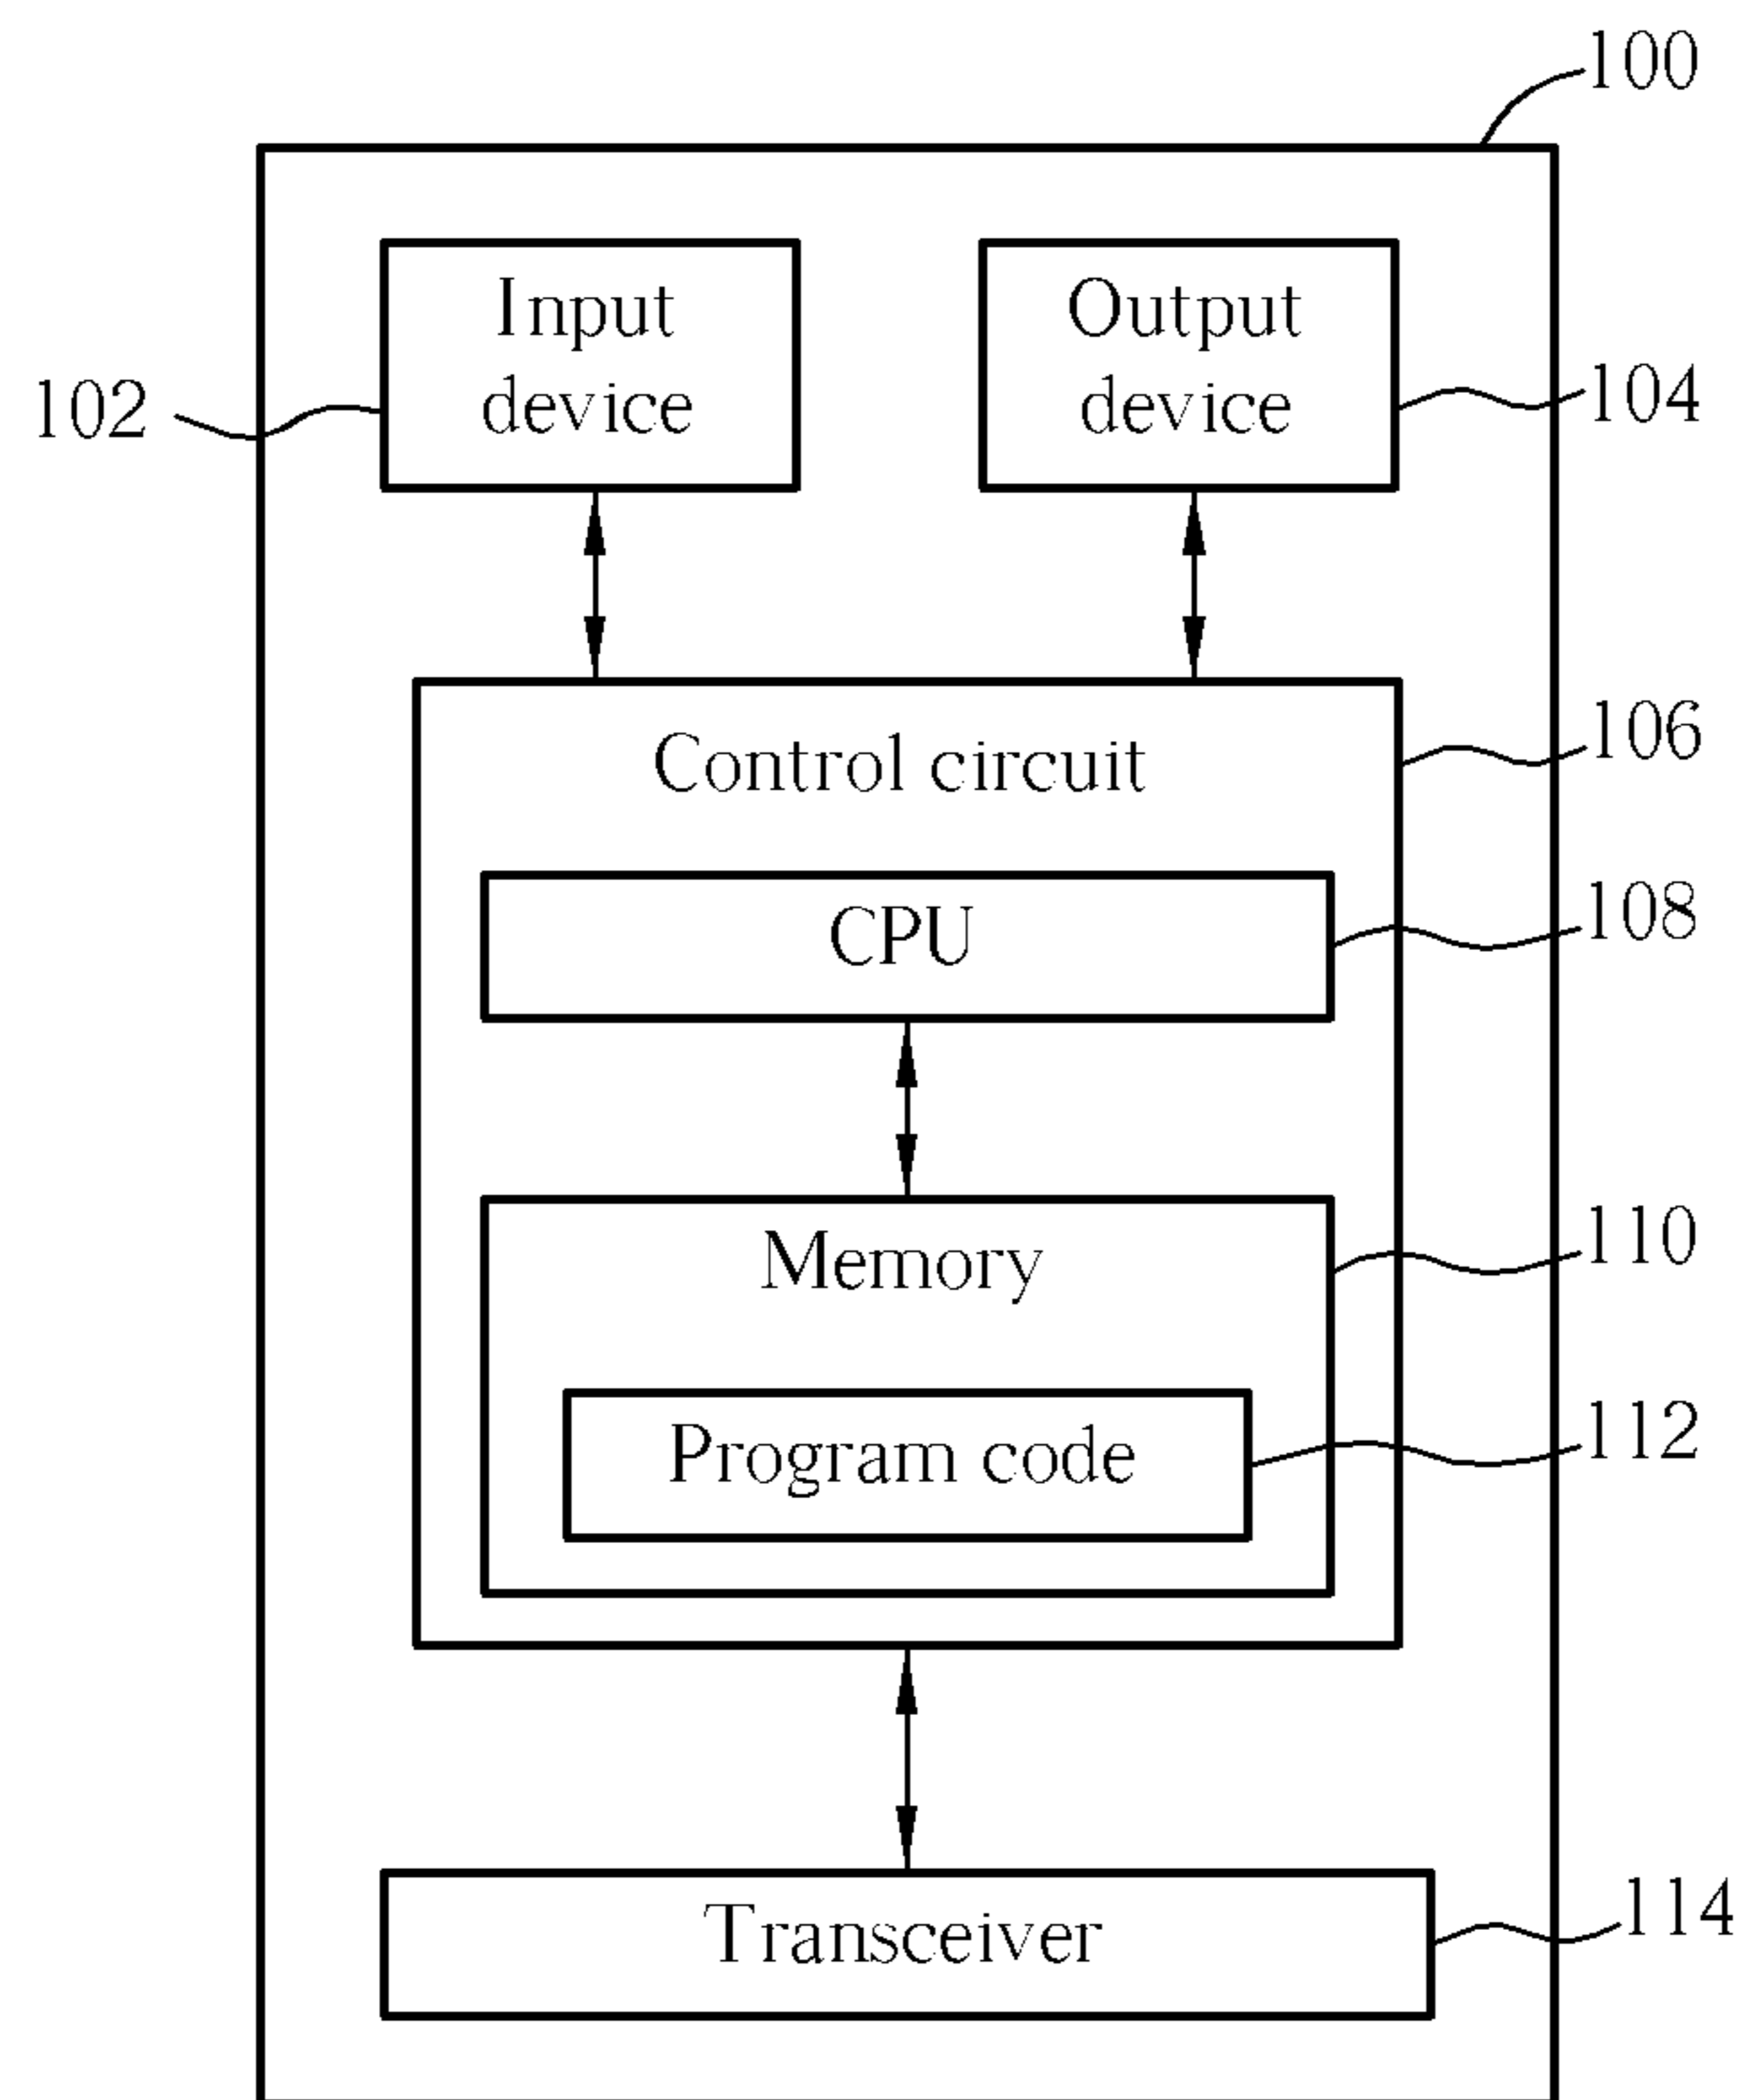 100
Input
device
102
Output
device
104
Control circuit
106
CPU
108
Memory
110
Program code
112
Transceiver
114